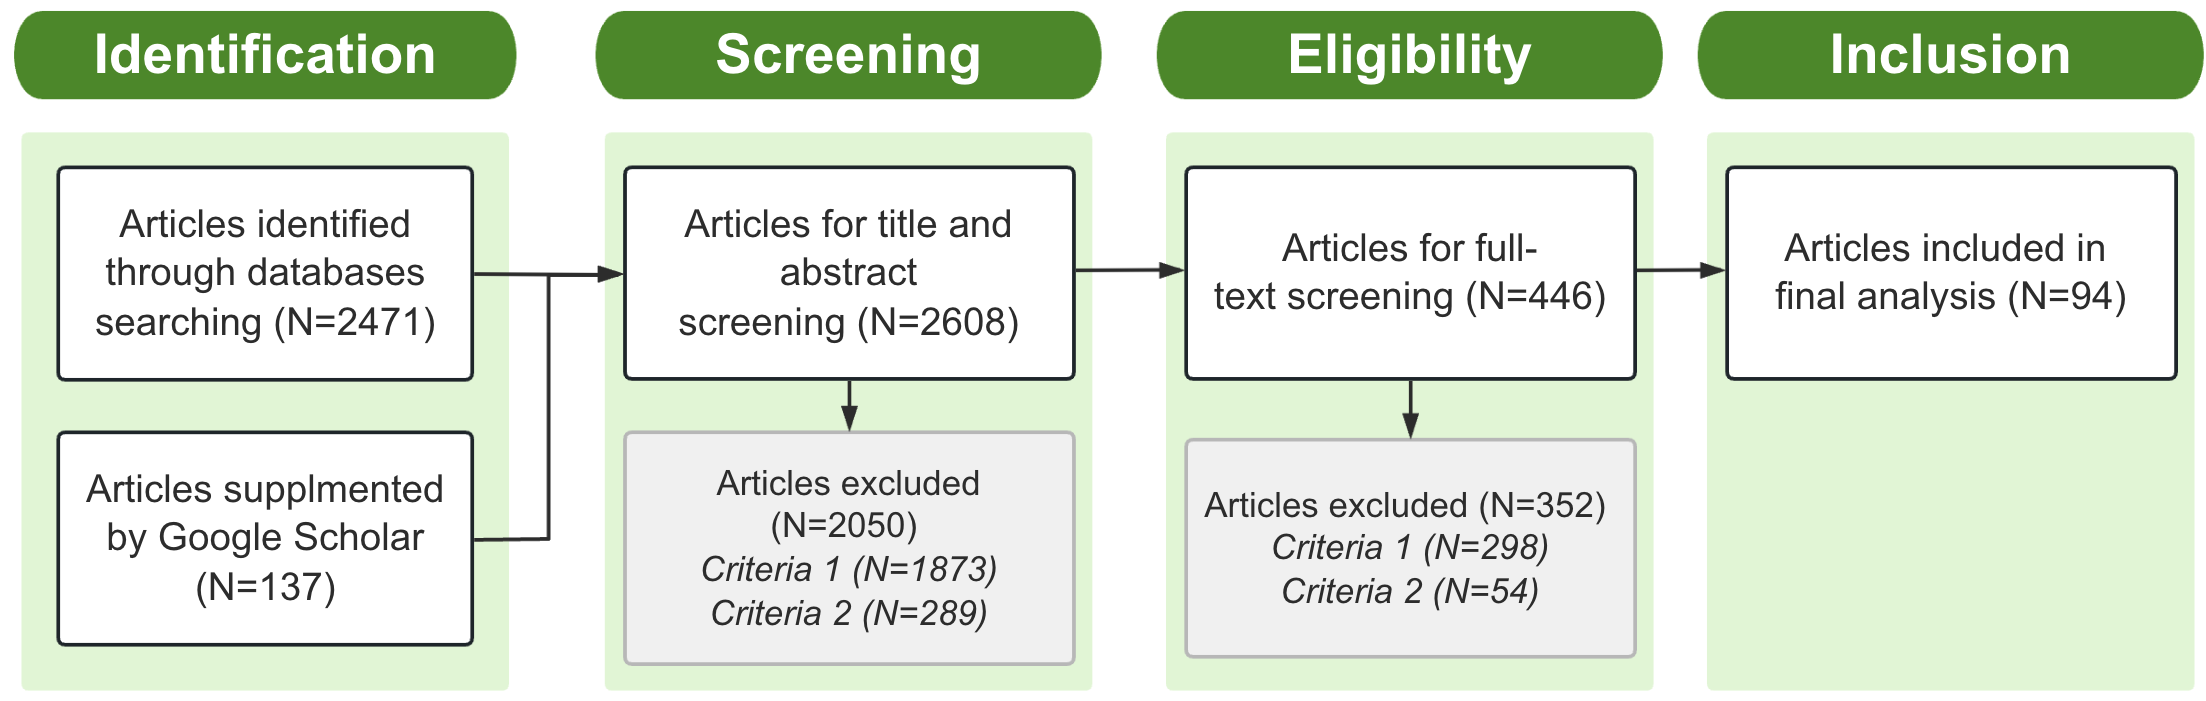 Identification
Articles identified
through databases
searching (N=2471)
Articles supplmented
by Google Scholar
(N=137)
Screening
Articles for title and
abstract
screening (N=2608)
Articles excluded
(N=2050)
Criteria 1 (N=1873)
Criteria 2 (N=289)
Eligibility
Articles for full-
text screening (N=446)
Articles excluded (N=352)
Criteria 1 (N=298)
Criteria 2 (N=54)
Inclusion
Articles included in
final analysis (N=94)